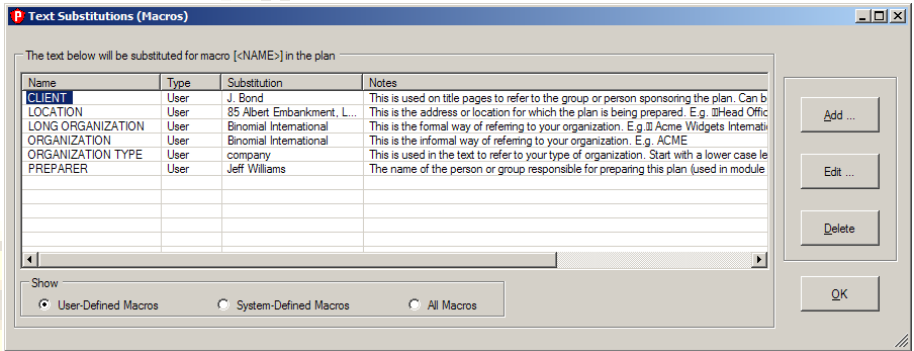 Text Substitutions (Macros)
The text below will be substituted for macro [<NAME>] in the plan
Name Type Substitution Notes
CLIENT User J. Bond This is used on title pages to refer to the group or person sponsoring the plan. Can b
LOCATION User 85 Albert Embankment, L... This is the address or location for which the plan is being prepared. E.g. Head Offic
LONG ORGANIZATION User Binomial International This is the formal way of referring to your organization. E.g. Acme Widgets Internati
ORGANIZATION User Binomial International This is the informal way of referring to your organization. E.g. ACME
ORGANIZATION TYPE User company This is used in the text to refer to your type of organization. Start with a lower case le
PREPARER User Jeff Williams The name of the person or group responsible for preparing this plan (used in module
Add ...
Edit ...
Delete
Show
User-Defined Macros System-Defined Macros All Macros
OK